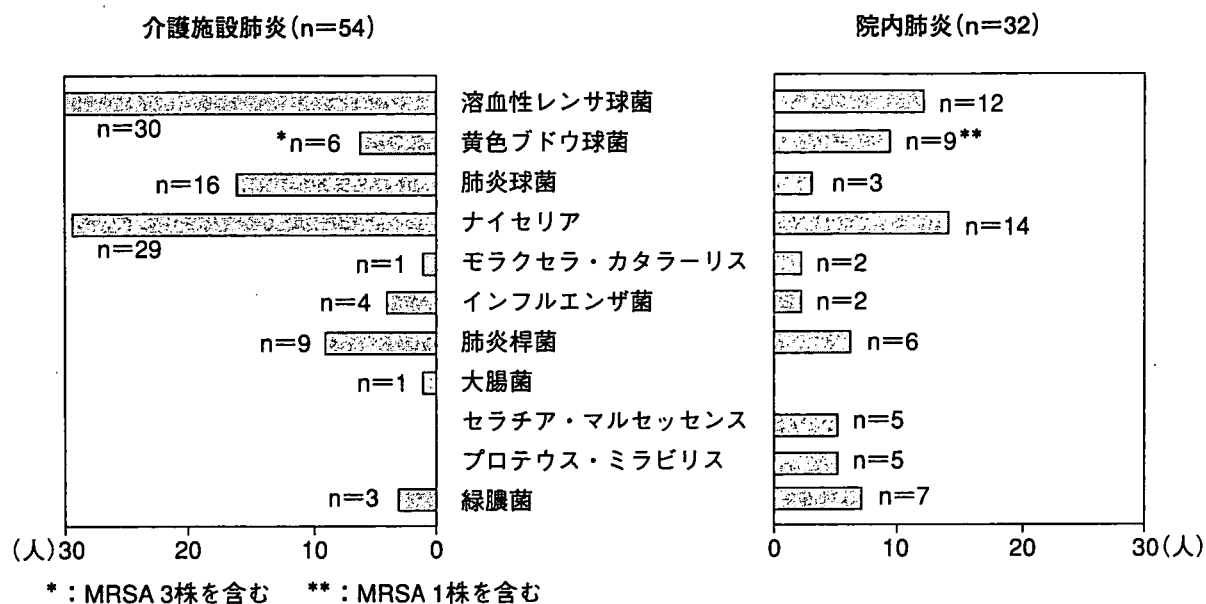 介護施設肺炎(n=54)
院内肺炎(n=32)
溶血性レンサ球菌
n=30
n=12
黄色ブドウ球菌
*n=6
n=9**
肺炎球菌
n=16
n=3
ナイセリア
n=29
n=14
モラクセラ・カタラーリス
n=1
n=2
インフルエンザ菌
n=4
n=2
肺炎桿菌
n=9
n=6
大腸菌
n=1
セラチア・マルセッセンス
n=5
プロテウス・ミラビリス
n=5
緑膿菌
n=3
n=7
(人)30 20 10 0
0 10 20 30(人)
*:MRSA 3株を含む **:MRSA 1株を含む